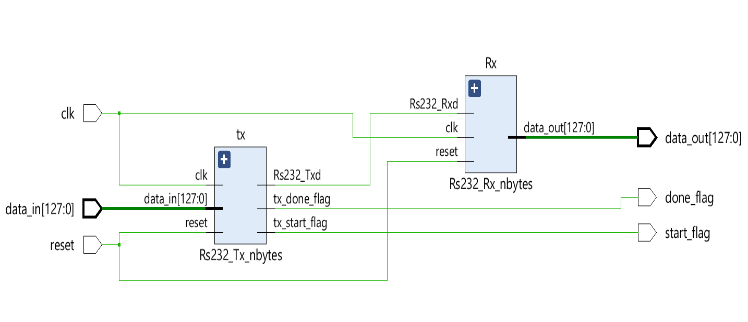 Rx
Rs232_Rxd
clk
clk
data_out[127:0]
data_out[127:0]
tx
reset
Rs232_Rx_nbytes
clk
Rs232_Txd
data_in[127:0]
data_in[127:0]
tx_done_flag
done_flag
reset
tx_start_flag
start_flag
reset
Rs232_Tx_nbytes